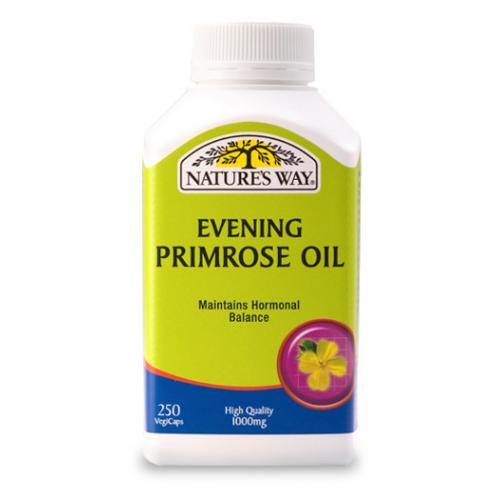 NATURE'S WAY®
EVENING
PRIMROSE OIL
Maintains Hormonal
Balance
250
VegiCaps
High Quality
1000mg